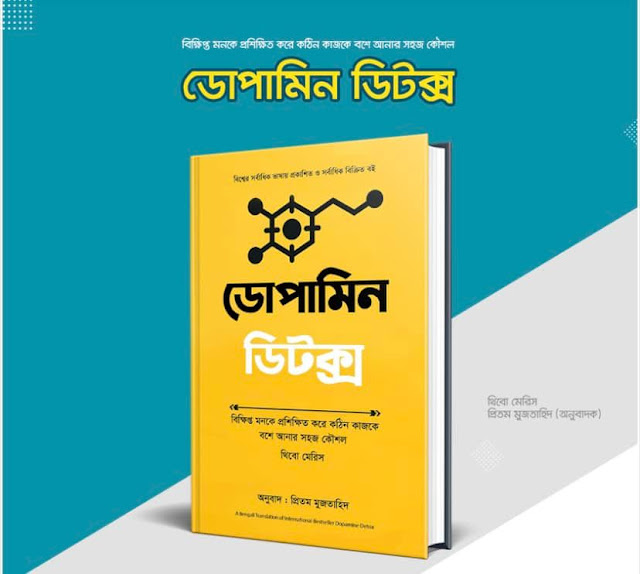 বিক্ষিপ্ত মনকে প্রশিক্ষিত করে কঠিন কাজকে বশে আনার সহজ কৌশল
ডোপামিন ডিটক্স
বিশ্বের সর্বাধিক ভাষায় প্রকাশিত ও সর্বাধিক বিক্রিত বই
ডোপামিন
ডিটক্স
বিক্ষিপ্ত মনকে প্রশিক্ষিত করে কঠিন কাজকে
বশে আনার সহজ কৌশল
থিবো মেরিস
অনুবাদ : প্রিতম মুজতাহিদ
A Bengali Translation of International Bestseller Dopamine Detox
থিবো মেরিস
প্রিতম মুজতাহিদ (অনুবাদক)